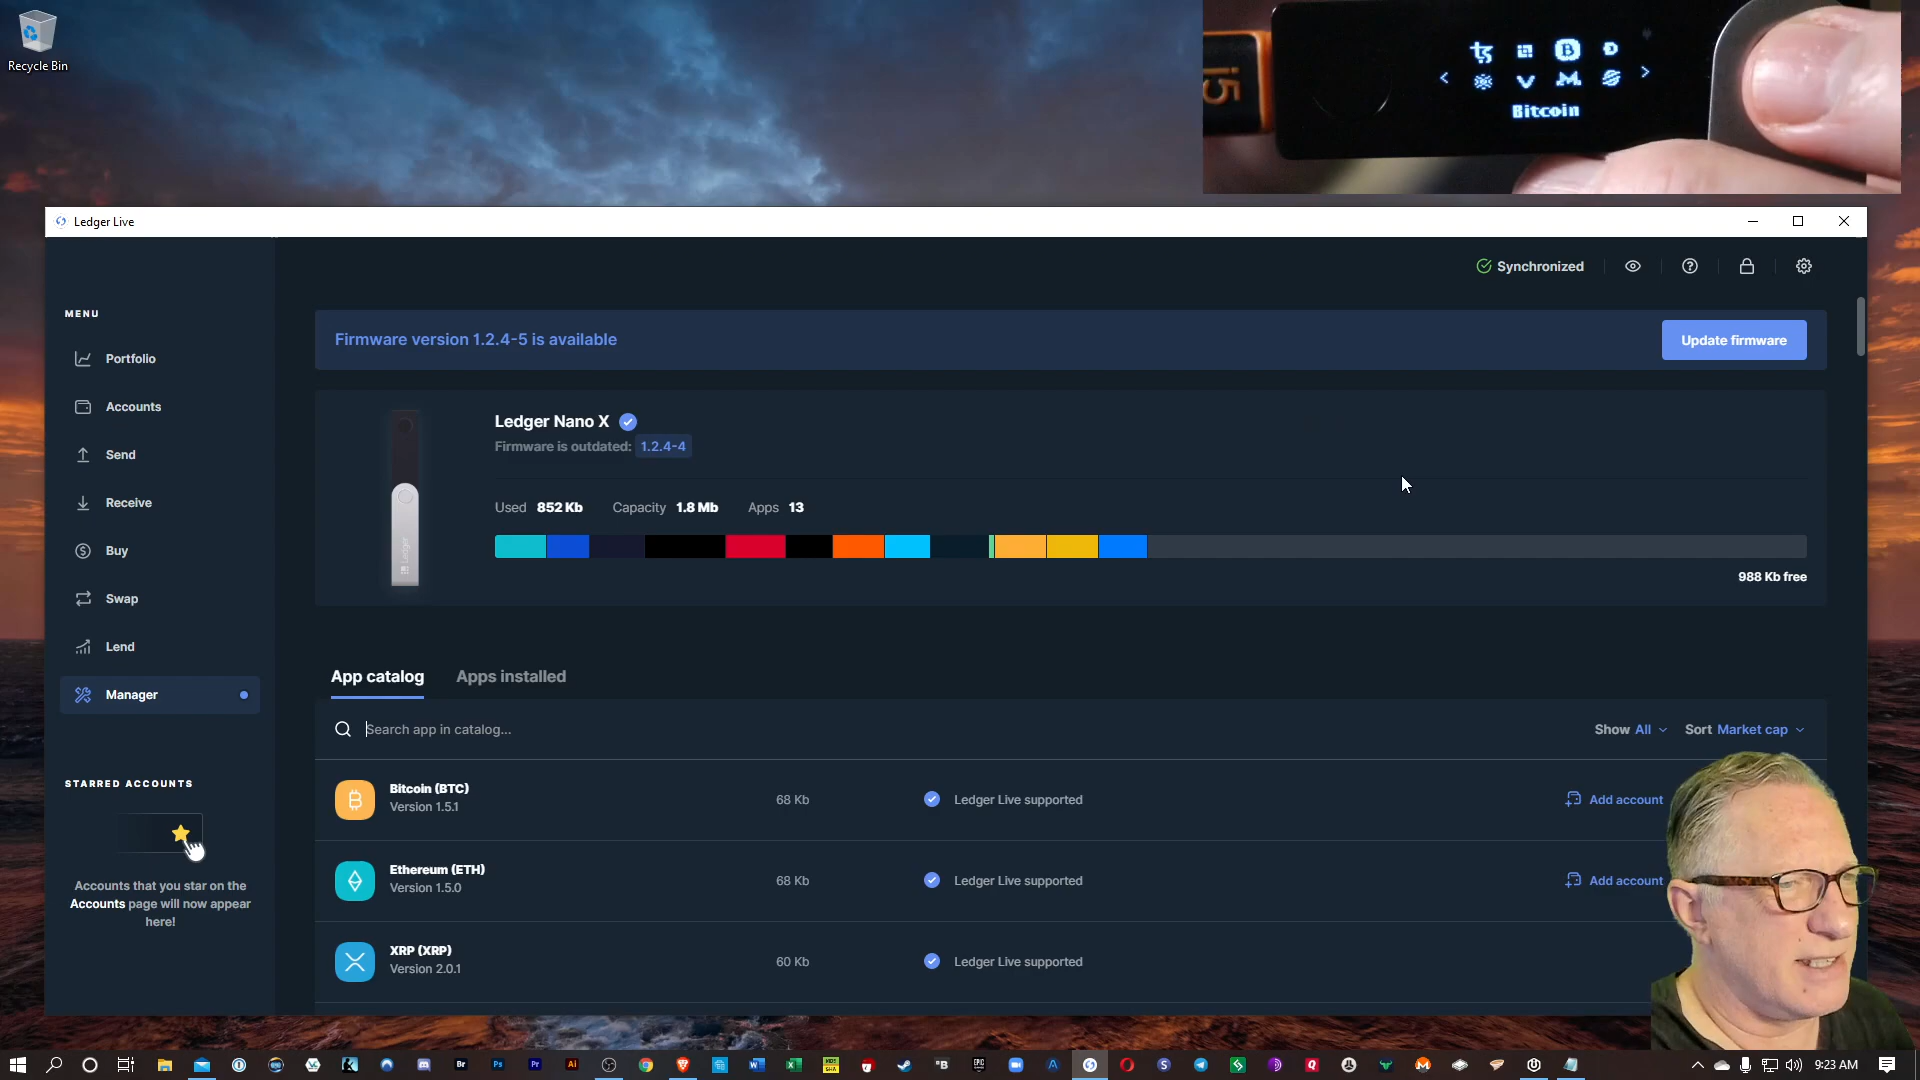 Recycle Bin
Bitcoin
Ledger Live
Synchronized
MENU
Portfolio
Accounts
Send
Receive
Buy
Swap
Lend
Manager
STARRED ACCOUNTS
Accounts that you star on the
Accounts page will now appear
here!
Firmware version 1.2.4-5 is available
Update firmware
Ledger Nano X
Firmware is outdated: 1.2.4-4
Used 852 Kb Capacity 1.8 Mb Apps 13
988 Kb free
App catalog Apps installed
Search app in catalog...
Show All Sort Market cap
Bitcoin (BTC)
Version 1.5.1
68 Kb
Ledger Live supported
Add account
Ethereum (ETH)
Version 1.5.0
68 Kb
Ledger Live supported
Add account
XRP (XRP)
Version 2.0.1
60 Kb
Ledger Live supported
9:23 AM